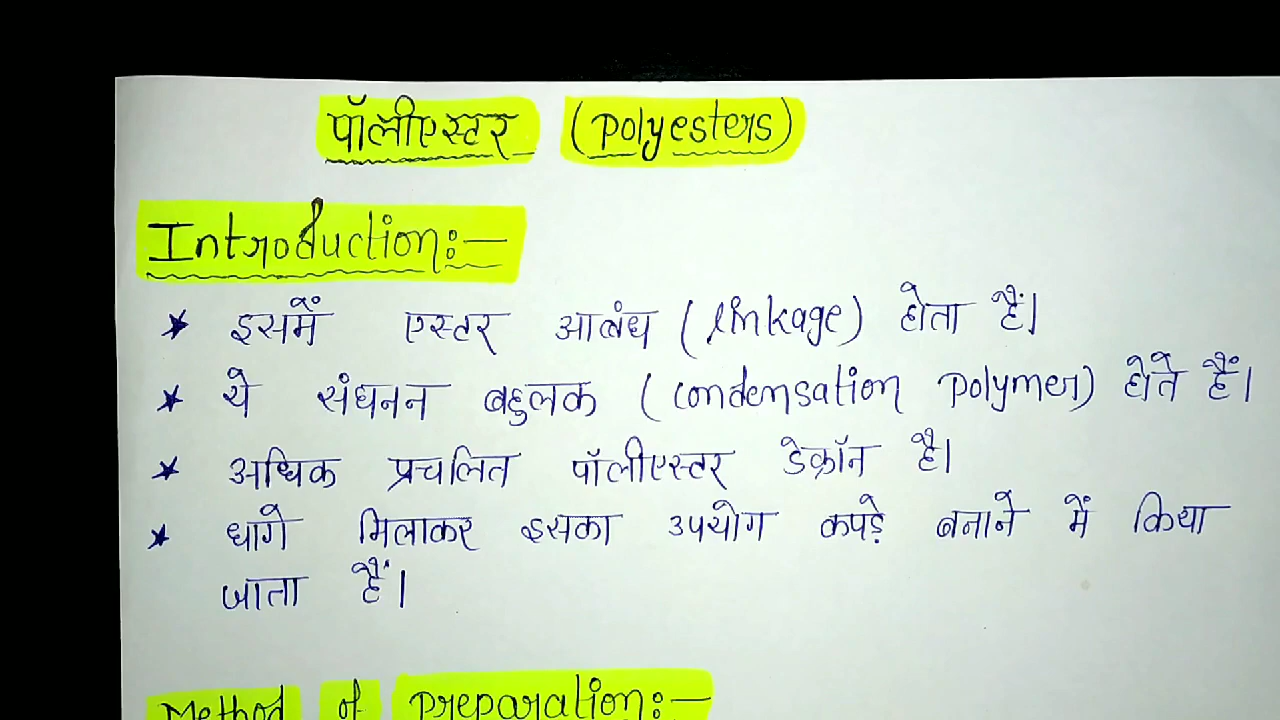 पॉलीएस्टर (Polyesters)
Introduction:—
★ इसमें एस्टर आबंध (linkage) होता हैं।
★ ये संघनन बहुलक (condensation polymer) होते हैं।
★ अधिक प्रचलित पॉलीएस्टर डेक्रॉन है।
★ धागे मिलाकर इसका उपयोग कपड़े बनाने में किया
जाता हैं।
Method of preparation:—